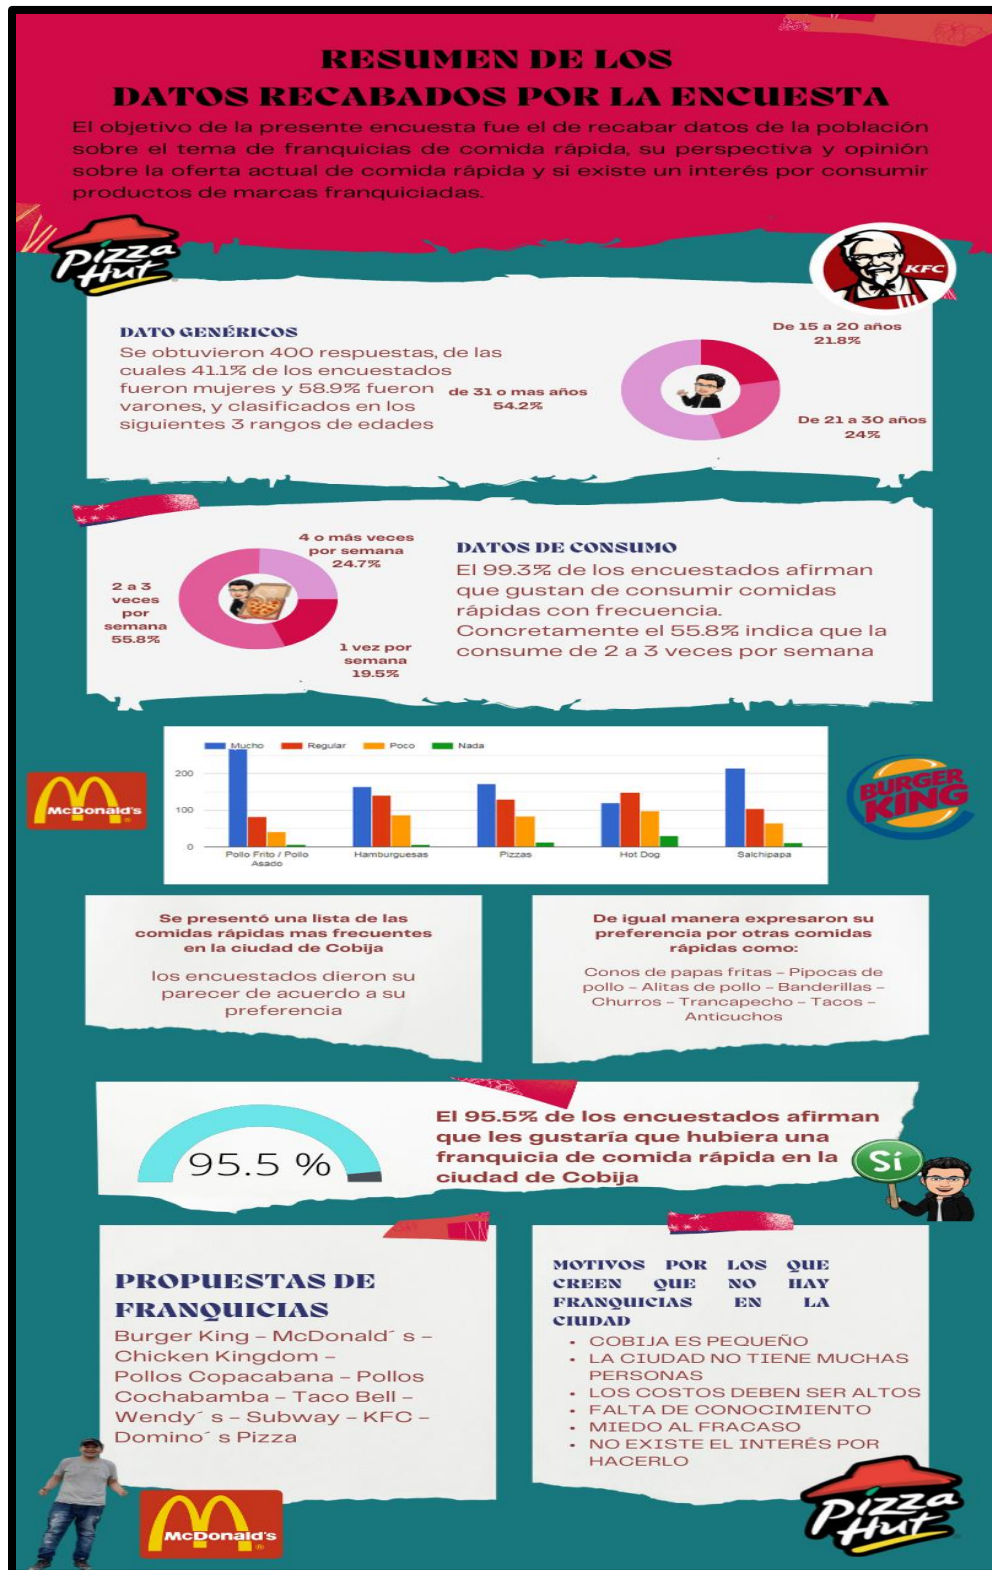 RESUMEN DE LOS
DATOS RECABADOS POR LA ENCUESTA
El objetivo de la presente encuesta fue el de recabar datos de la población
sobre el tema de franquicias de comida rápida, su perspectiva y opinión
sobre la oferta actual de comida rápida y si existe un interés por consumir
productos de marcas franquiciadas.
Pizza
Hut
KFC
DATO GENÉRICOS
Se obtuvieron 400 respuestas, de las
cuales 41.1% de los encuestados
fueron mujeres y 58.9% fueron
varones, y clasificados en los
siguientes 3 rangos de edades
De 15 a 20 años
21.8%
de 31 o mas años
54.2%
De 21 a 30 años
24%
4 o más veces
por semana
24.7%
2 a 3
veces
por
semana
55.8%
1 vez por
semana
19.5%
DATOS DE CONSUMO
El 99.3% de los encuestados afirman
que gustan de consumir comidas
rápidas con frecuencia.
Concretamente el 55.8% indica que la
consume de 2 a 3 veces por semana
Mucho Regular Poco Nada
200
100
0
Pollo Frito / Pollo
Asado
Hamburguesas
Pizzas
Hot Dog
Salchipapa
McDonald's
BURGER
KING
Se presentó una lista de las
comidas rápidas mas frecuentes
en la ciudad de Cobija
los encuestados dieron su
parecer de acuerdo a su
preferencia
De igual manera expresaron su
preferencia por otras comidas
rápidas como:
Conos de papas fritas – Pipocas de
pollo – Alitas de pollo – Banderillas –
Churros – Trancapecho – Tacos –
Anticuchos
95.5 %
El 95.5% de los encuestados afirman
que les gustaría que hubiera una
franquicia de comida rápida en la
ciudad de Cobija
Sí
PROPUESTAS DE
FRANQUICIAS
Burger King – McDonald´ s –
Chicken Kingdom –
Pollos Copacabana – Pollos
Cochabamba – Taco Bell –
Wendy´ s – Subway – KFC –
Domino´ s Pizza
MOTIVOS POR LOS QUE
CREEN QUE NO HAY
FRANQUICIAS EN LA
CIUDAD
• COBIJA ES PEQUEÑO
• LA CIUDAD NO TIENE MUCHAS
PERSONAS
• LOS COSTOS DEBEN SER ALTOS
• FALTA DE CONOCIMIENTO
• MIEDO AL FRACASO
• NO EXISTE EL INTERÉS POR
HACERLO
McDonald's
Pizza
Hut